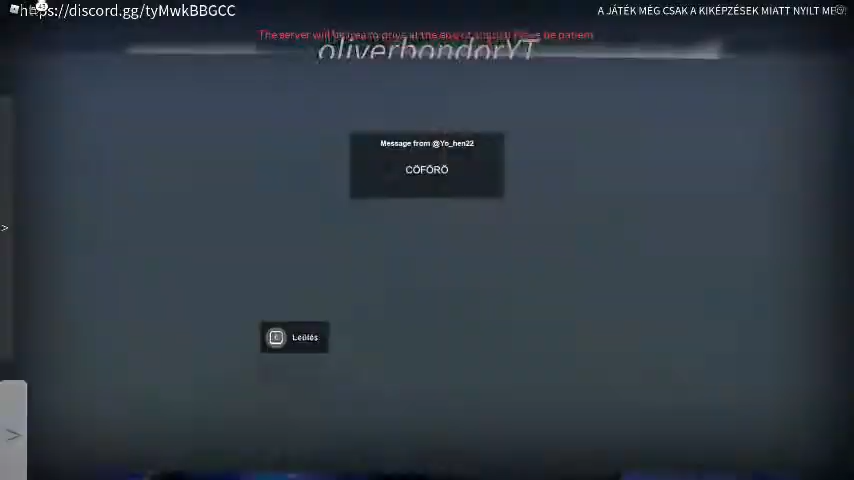 https://discord.gg/tyMwkBBGCC
A JÁTÉK MÉG CSAK A KIKÉPZÉSEK MIATT NYILT ME
The server will be
be patient
oliverbondorYT
Message from @Yo_hen22
CÖFÖRÖ
>
Leülés
>